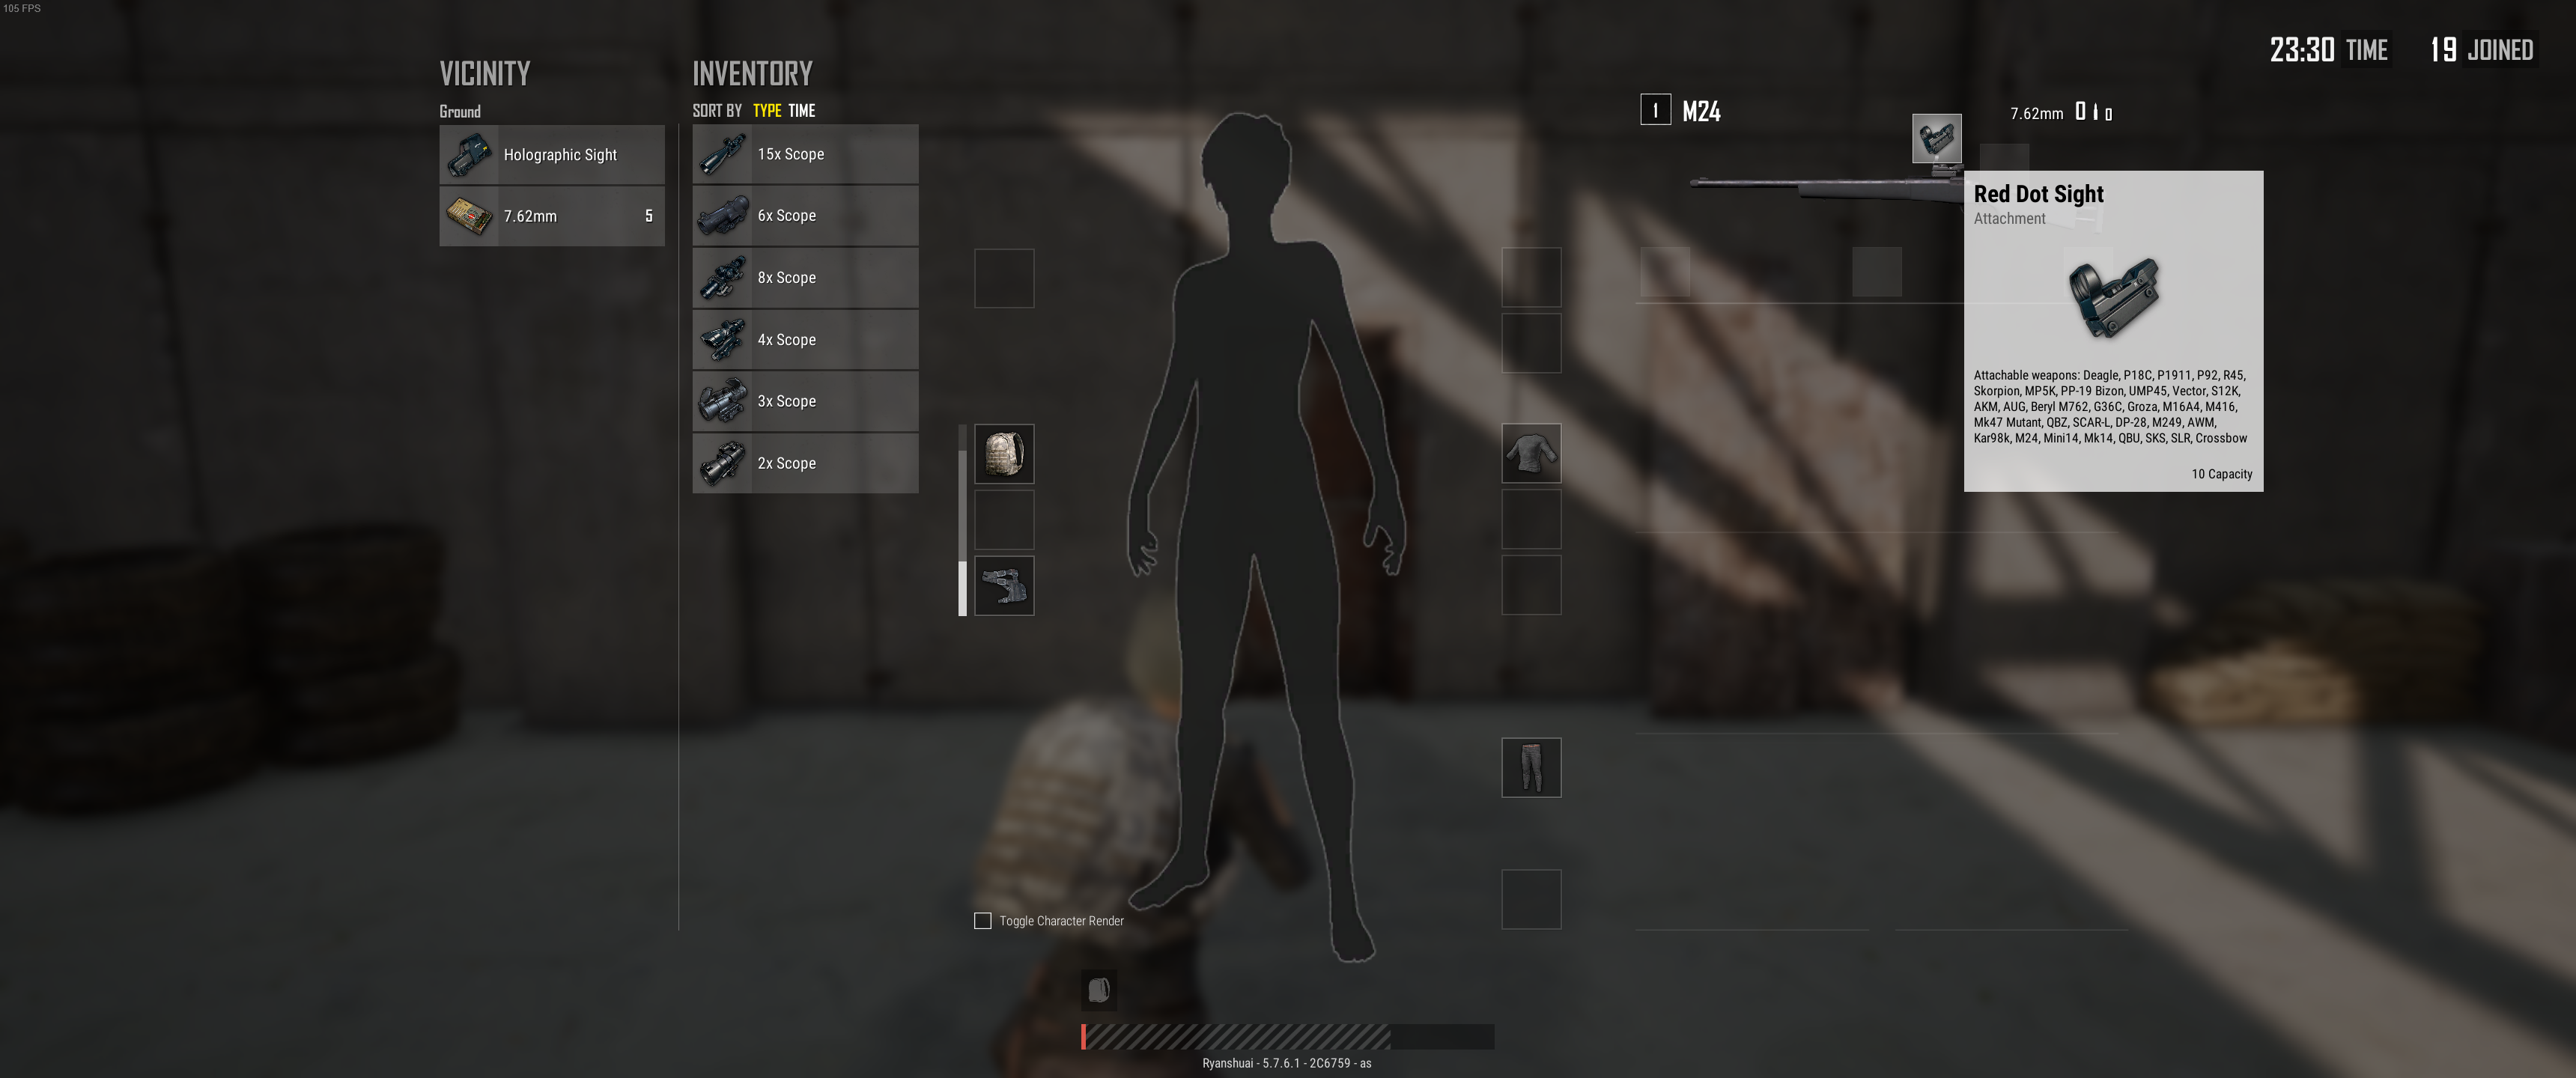 105 FPS
23:30 TIME 19 JOINED
VICINITY
Ground
Holographic Sight
7.62mm 5
INVENTORY
SORT BY TYPE TIME
15x Scope
6x Scope
8x Scope
4x Scope
3x Scope
2x Scope
1 M24
7.62mm 0 0
Red Dot Sight
Attachment
Attachable weapons: Deagle, P18C, P1911, P92, R45,
Skorpion, MP5K, PP-19 Bizon, UMP45, Vector, S12K,
AKM, AUG, Beryl M762, G36C, Groza, M16A4, M416,
Mk47 Mutant, QBZ, SCAR-L, DP-28, M249, AWM,
Kar98k, M24, Mini14, Mk14, QBU, SKS, SLR, Crossbow
10 Capacity
Toggle Character Render
Ryanshuai - 5.7.6.1 - 2C6759 - as